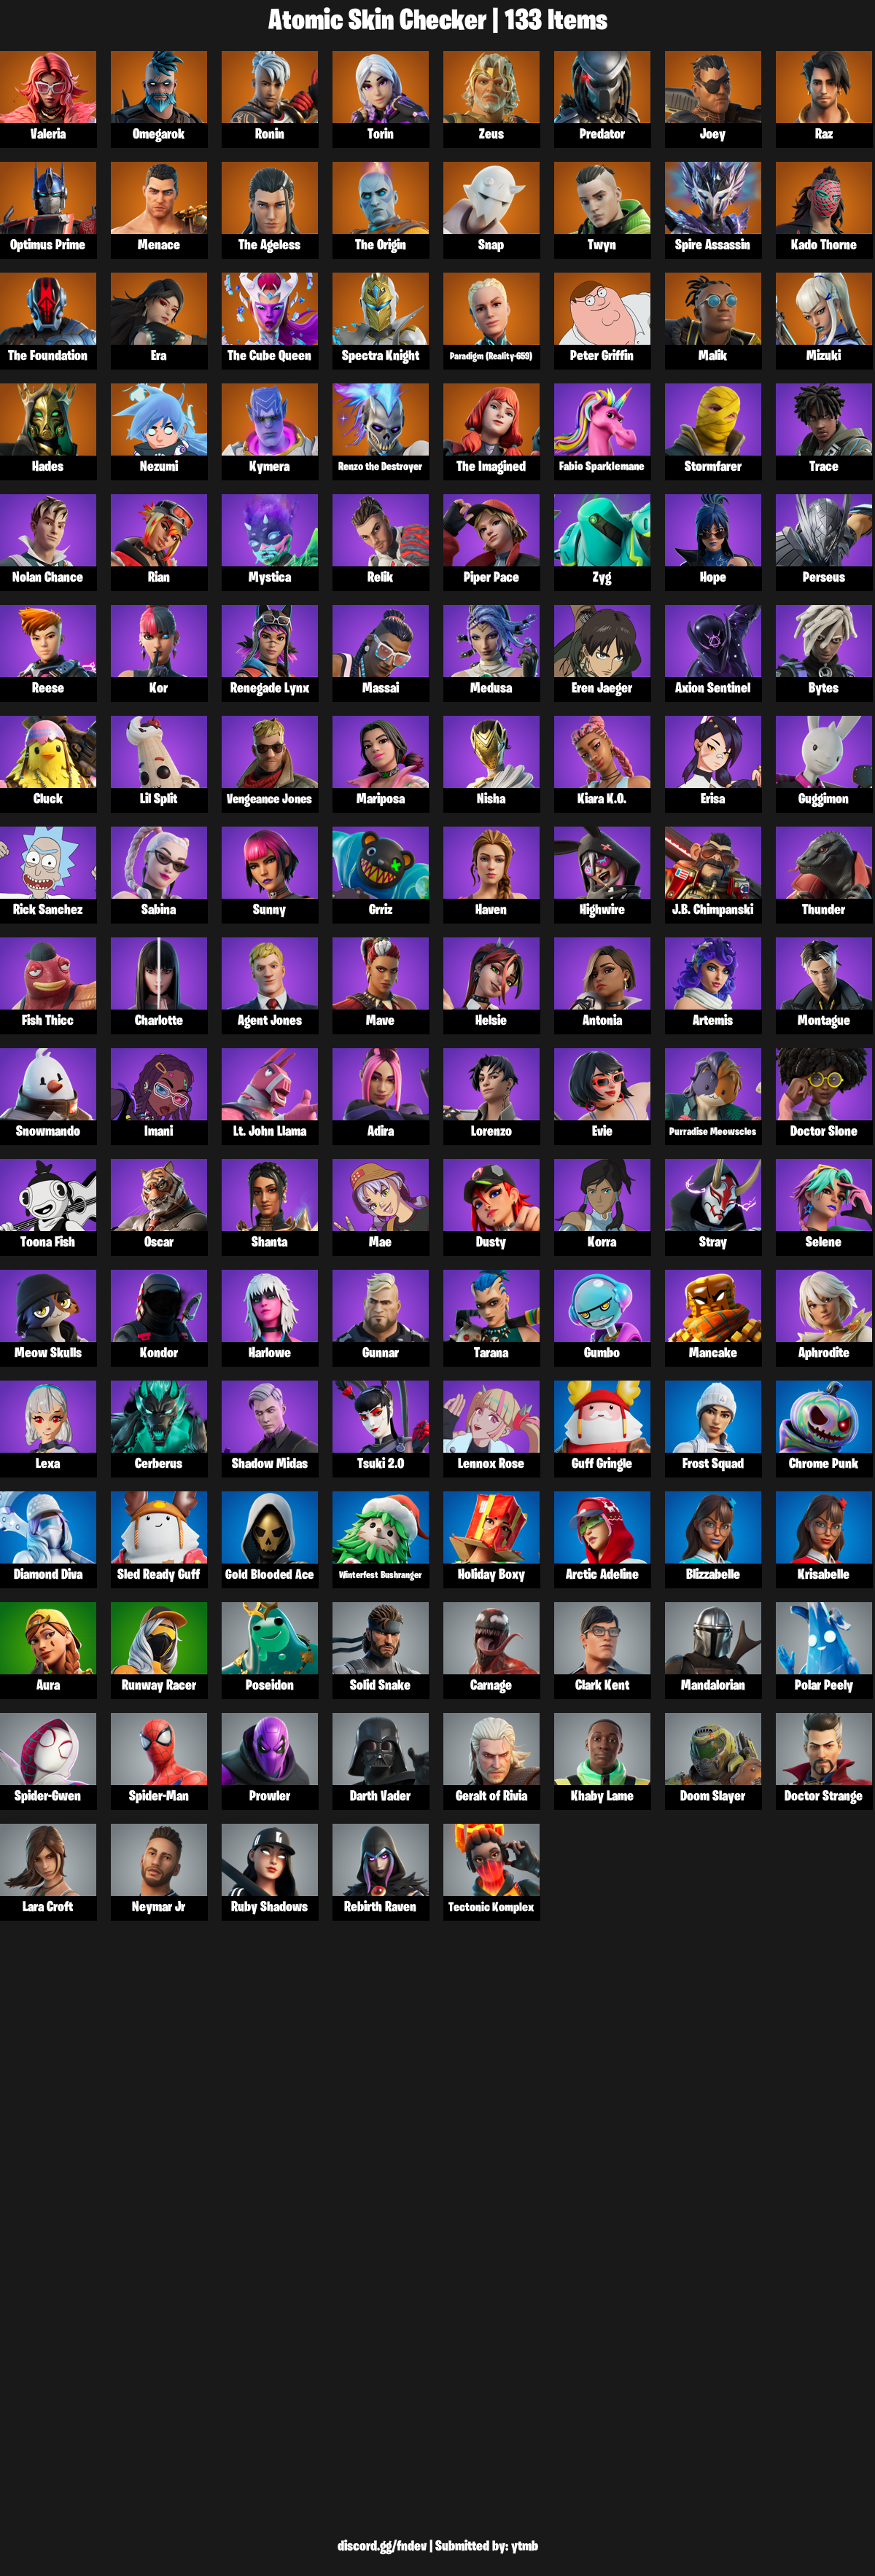 Atomic Skin Checker | 133 Items
Valeria Omegarok Ronin Torin Zeus Predator Joey Raz
Optimus Prime Menace The Ageless The Origin Snap Twyn Spire Assassin Kado Thorne
The Foundation Era The Cube Queen Spectra Knight Paradigm (Reality-659) Peter Griffin Malik Mizuki
Hades Nezumi Kymera Renzo the Destroyer The Imagined Fabio Sparklemane Stormfarer Trace
Nolan Chance Rian Mystica Relik Piper Pace Zyg Hope Perseus
Reese Kor Renegade Lynx Massai Medusa Eren Jaeger Axion Sentinel Bytes
Cluck Lil Split Vengeance Jones Mariposa Nisha Kiara K.O. Erisa Guggimon
Rick Sanchez Sabina Sunny Grriz Haven Highwire J.B. Chimpanski Thunder
Fish Thicc Charlotte Agent Jones Mave Helsie Antonia Artemis Montague
Snowmando Imani Lt. John Llama Adira Lorenzo Evie Purradise Meowscles Doctor Slone
Toona Fish Oscar Shanta Mae Dusty Korra Stray Selene
Meow Skulls Kondor Harlowe Gunnar Tarana Gumbo Mancake Aphrodite
Lexa Cerberus Shadow Midas Tsuki 2.0 Lennox Rose Guff Gringle Frost Squad Chrome Punk
Diamond Diva Sled Ready Guff Gold Blooded Ace Winterfest Bushranger Holiday Boxy Arctic Adeline Blizzabelle Krisabelle
Aura Runway Racer Poseidon Solid Snake Carnage Clark Kent Mandalorian Polar Peely
Spider-Gwen Spider-Man Prowler Darth Vader Geralt of Rivia Khaby Lame Doom Slayer Doctor Strange
Lara Croft Neymar Jr Ruby Shadows Rebirth Raven Tectonic Komplex
discord.gg/fndev | Submitted by: ytmb